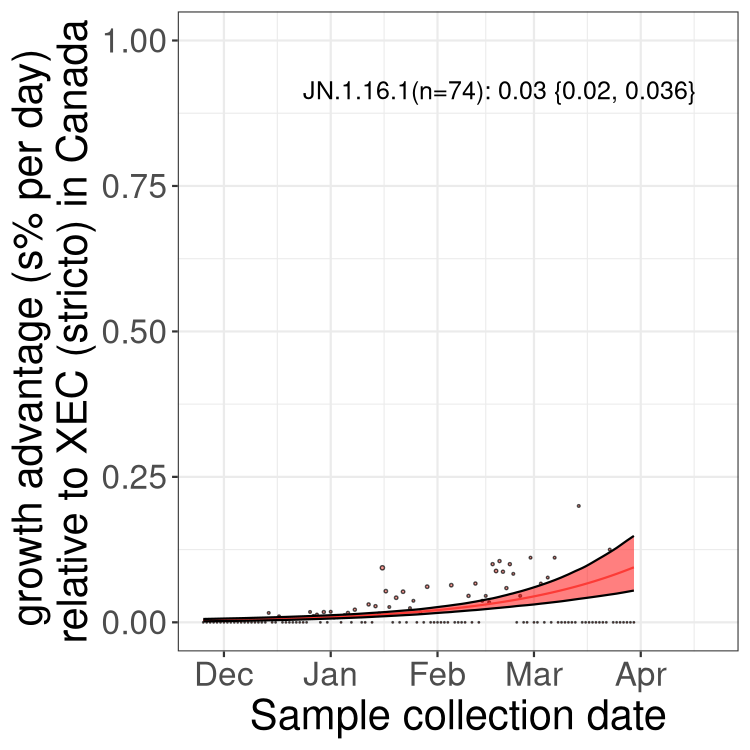 growth advantage (s% per day)
relative to XEC (stricto) in Canada
1.00
0.75
0.50
0.25
0.00
JN.1.16.1(n=74): 0.03 {0.02, 0.036}
Dec Jan Feb Mar Apr
Sample collection date